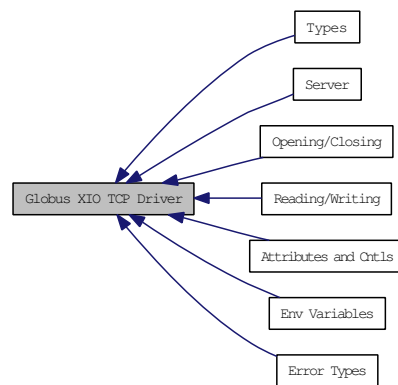 Types
Server
Opening/Closing
Globus XIO TCP Driver
Reading/Writing
Attributes and Cntls
Env Variables
Error Types